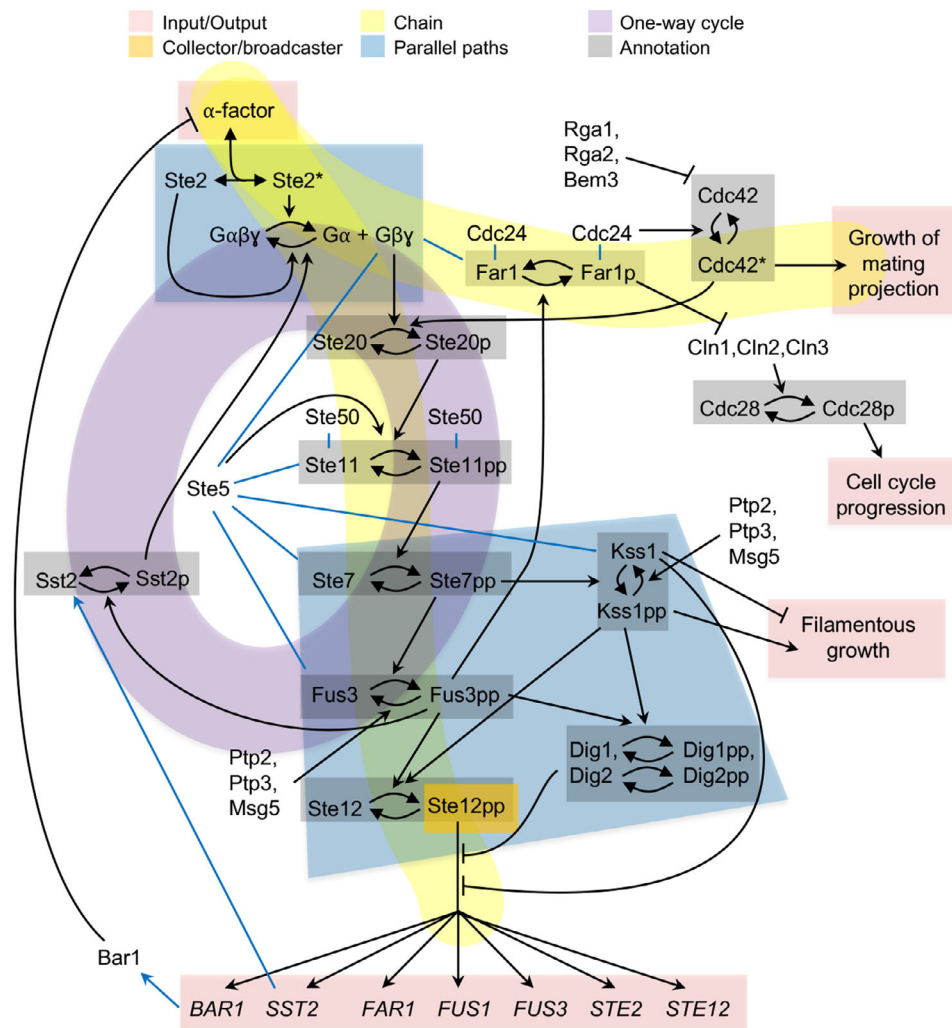 Input/Output
Chain
One-way cycle
Collector/broadcaster
Parallel paths
Annotation
α-factor
Rga1,
Rga2,
Bem3
Ste2
Ste2*
Cdc42
Gαβγ
Gα + Gβγ
Cdc24
Cdc24
Far1
Far1p
Cdc42*
Growth of
mating
projection
Ste20
Ste20p
Cln1,Cln2,Cln3
Cdc28
Cdc28p
Ste50
Ste50
Ste11
Ste11pp
Ste5
Cell cycle
progression
Ptp2,
Ptp3,
Msg5
Kss1
Sst2
Sst2p
Ste7
Ste7pp
Kss1pp
Filamentous
growth
Fus3
Fus3pp
Ptp2,
Ptp3,
Msg5
Dig1,
Dig2
Dig1pp,
Dig2pp
Ste12
Ste12pp
Bar1
BAR1
SST2
FAR1
FUS1
FUS3
STE2
STE12